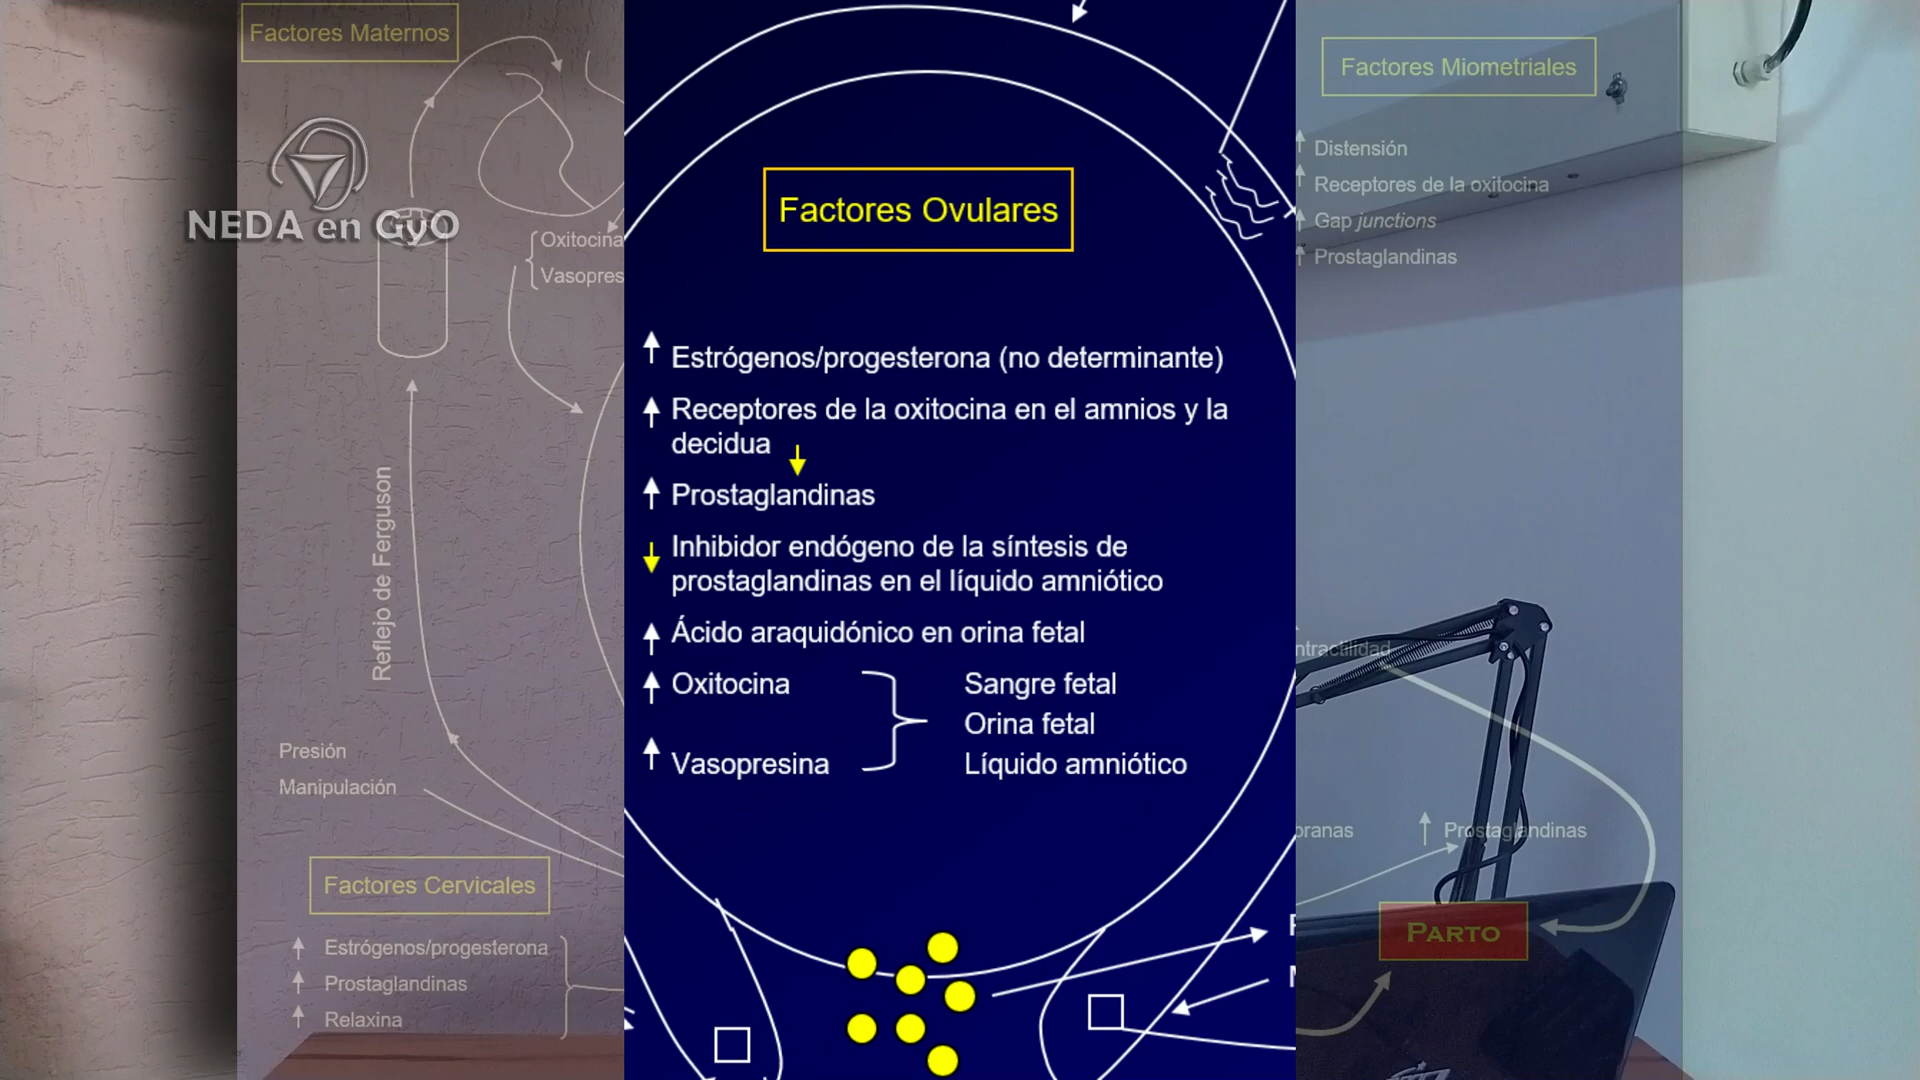 Factores Maternos
NEDA en GyO
Oxitocina
Vasopres
Reflejo de Ferguson
Presión
Manipulación
Factores Cervicales
↑ Estrógenos/progesterona
↑ Prostaglandinas
↑ Relaxina
Factores Ovulares
↑ Estrógenos/progesterona (no determinante)
↑ Receptores de la oxitocina en el amnios y la
decidua ↓
↑ Prostaglandinas
↓ Inhibidor endógeno de la síntesis de
prostaglandinas en el líquido amniótico
↑ Ácido araquidónico en orina fetal
↑ Oxitocina
↑ Vasopresina
Sangre fetal
Orina fetal
Líquido amniótico
Factores Miometriales
↑ Distensión
↑ Receptores de la oxitocina
↑ Gap junctions
↑ Prostaglandinas
ntractilidad
branas
↑ Prostaglandinas
PARTO